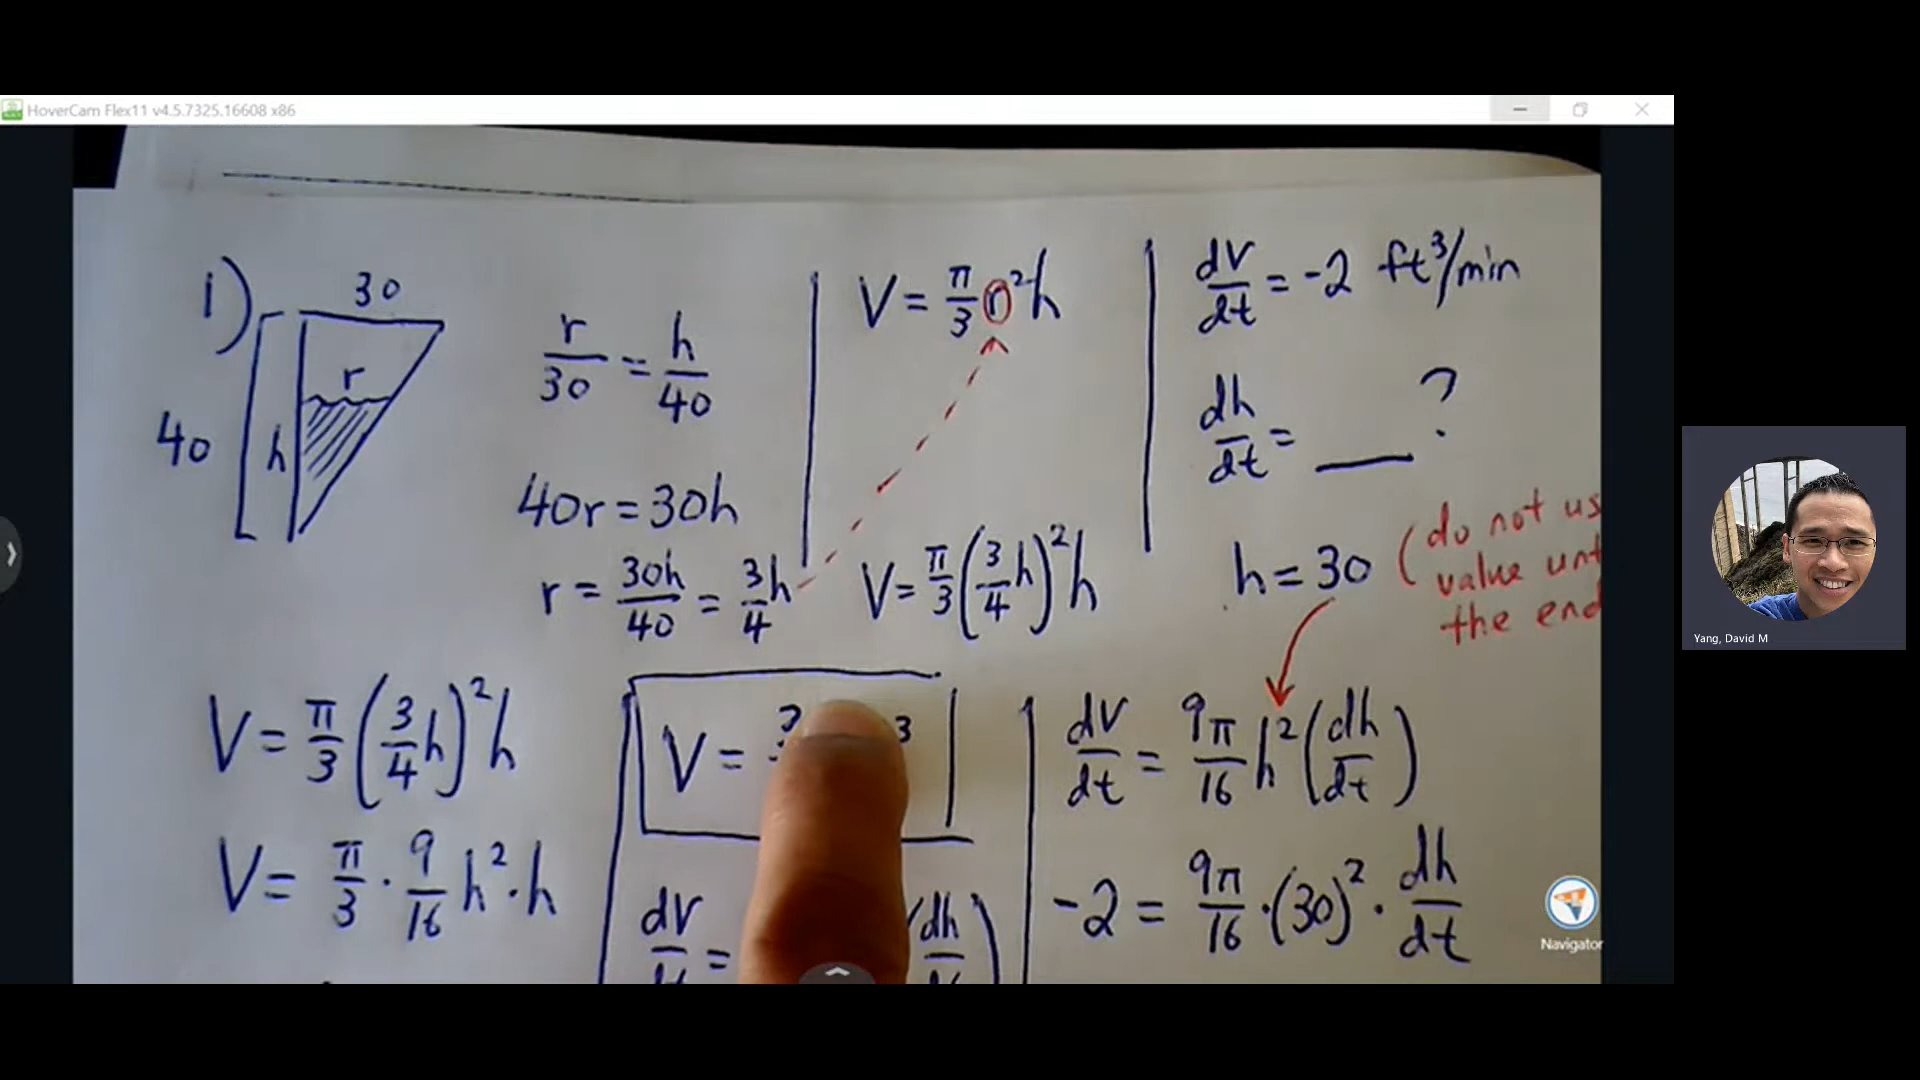 HoverCam Flex11 v4.5.7325.16608 x86
1)
30
40
r
h
r/30 = h/40
40r = 30h
r = 30h/40 = 3/4 h
V = π/3 r²h
V = π/3 (3/4 h)² h
dV/dt = -2 ft³/min
dh/dt = ___ ?
h = 30 (do not us
value unt
the end
V = π/3 (3/4 h)² h
V = π/3 · 9/16 h² · h
V = 3
dV = (dh )
dV/dt = 9π/16 h² (dh/dt)
-2 = 9π/16 · (30)² · dh/dt
Navigator
Yang, David M